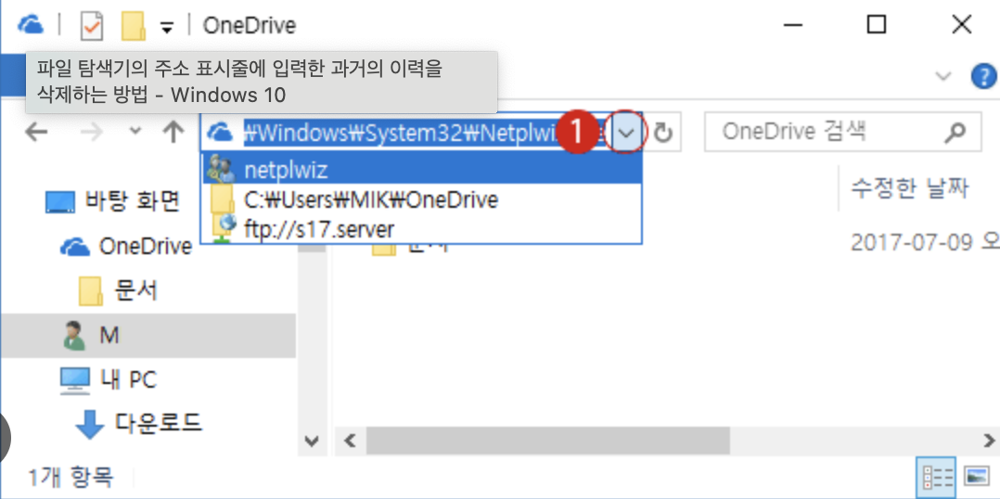 OneDrive
파일 탐색기의 주소 표시줄에 입력한 과거의 이력을
삭제하는 방법 - Windows 10
₩Windows₩System32₩Netplwi
1
OneDrive 검색
netplwiz
C:₩Users₩MIK₩OneDrive
ftp://s17.server
바탕 화면
OneDrive
문서
M
내 PC
다운로드
수정한 날짜
2017-07-09 오
1개 항목